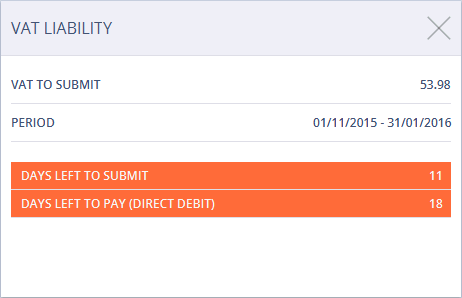 VAT LIABILITY
VAT TO SUBMIT 53.98
PERIOD 01/11/2015 - 31/01/2016
DAYS LEFT TO SUBMIT 11
DAYS LEFT TO PAY (DIRECT DEBIT) 18